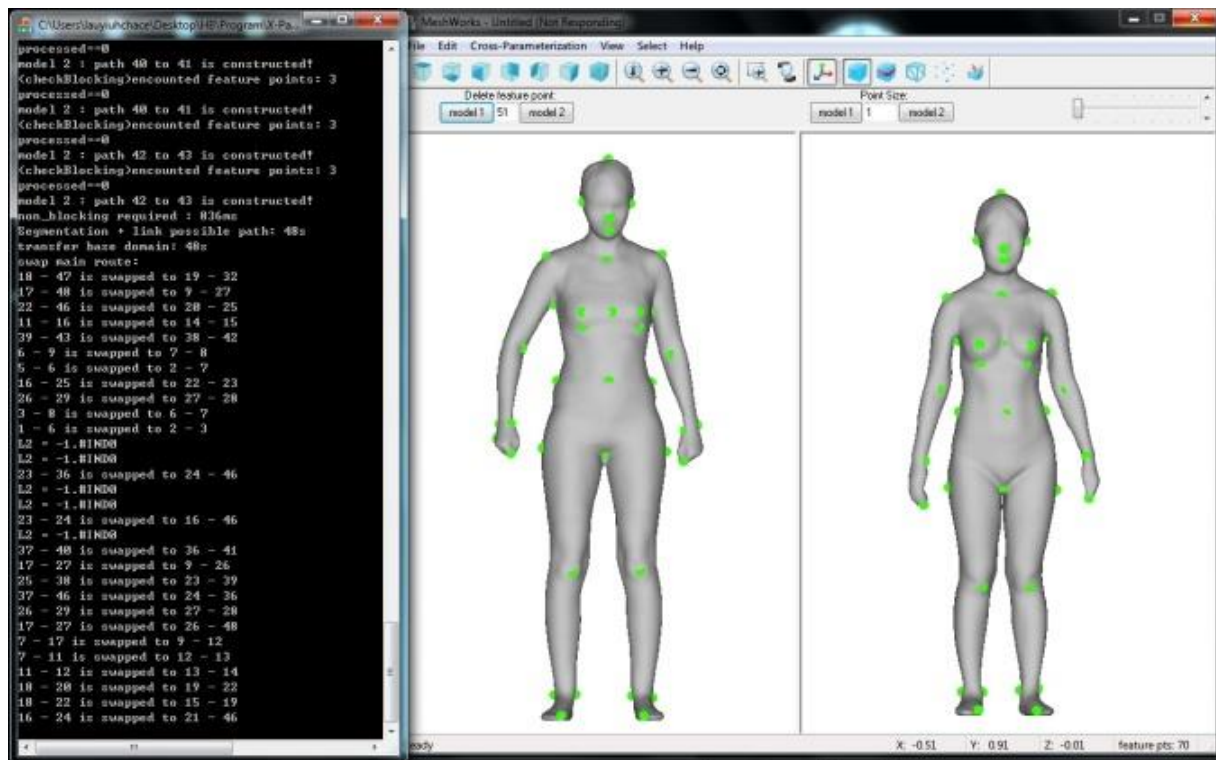 C:\Users\lauyiuhchace\Desktop\HB\Program\X-Pa...
processed==0
model 2 : path 40 to 41 is constructed!
<checkBlocking>encounted feature points: 3
processed==0
model 2 : path 40 to 41 is constructed!
<checkBlocking>encounted feature points: 3
processed==0
model 2 : path 42 to 43 is constructed!
<checkBlocking>encounted feature points: 3
processed==0
model 2 : path 42 to 43 is constructed!
non_blocking required : 836ms
Segmentation + link possible path: 48s
transfer base domain: 48s
swap main route:
18 - 47 is swapped to 19 - 32
17 - 48 is swapped to 9 - 27
22 - 46 is swapped to 20 - 25
11 - 16 is swapped to 14 - 15
39 - 43 is swapped to 38 - 42
6 - 9 is swapped to 7 - 8
5 - 6 is swapped to 2 - 7
16 - 25 is swapped to 22 - 23
26 - 29 is swapped to 27 - 28
3 - 8 is swapped to 6 - 7
1 - 6 is swapped to 2 - 3
L2 = -1.#IND0
L2 = -1.#IND0
23 - 36 is swapped to 24 - 46
L2 = -1.#IND0
L2 = -1.#IND0
23 - 24 is swapped to 16 - 46
L2 = -1.#IND0
37 - 40 is swapped to 36 - 41
17 - 27 is swapped to 9 - 26
25 - 38 is swapped to 23 - 39
37 - 46 is swapped to 24 - 36
26 - 29 is swapped to 27 - 28
17 - 27 is swapped to 26 - 48
7 - 17 is swapped to 9 - 12
7 - 11 is swapped to 12 - 13
11 - 12 is swapped to 13 - 14
18 - 20 is swapped to 19 - 22
18 - 22 is swapped to 15 - 19
16 - 24 is swapped to 21 - 46
MeshWorks - Untitled (Not Responding)
File Edit Cross-Parameterization View Select Help
Delete feature point:
model 1 51 model 2
Point Size:
model 1 1 model 2
eady
X: -0.51 Y: 0.91 Z: -0.01 feature pts: 70